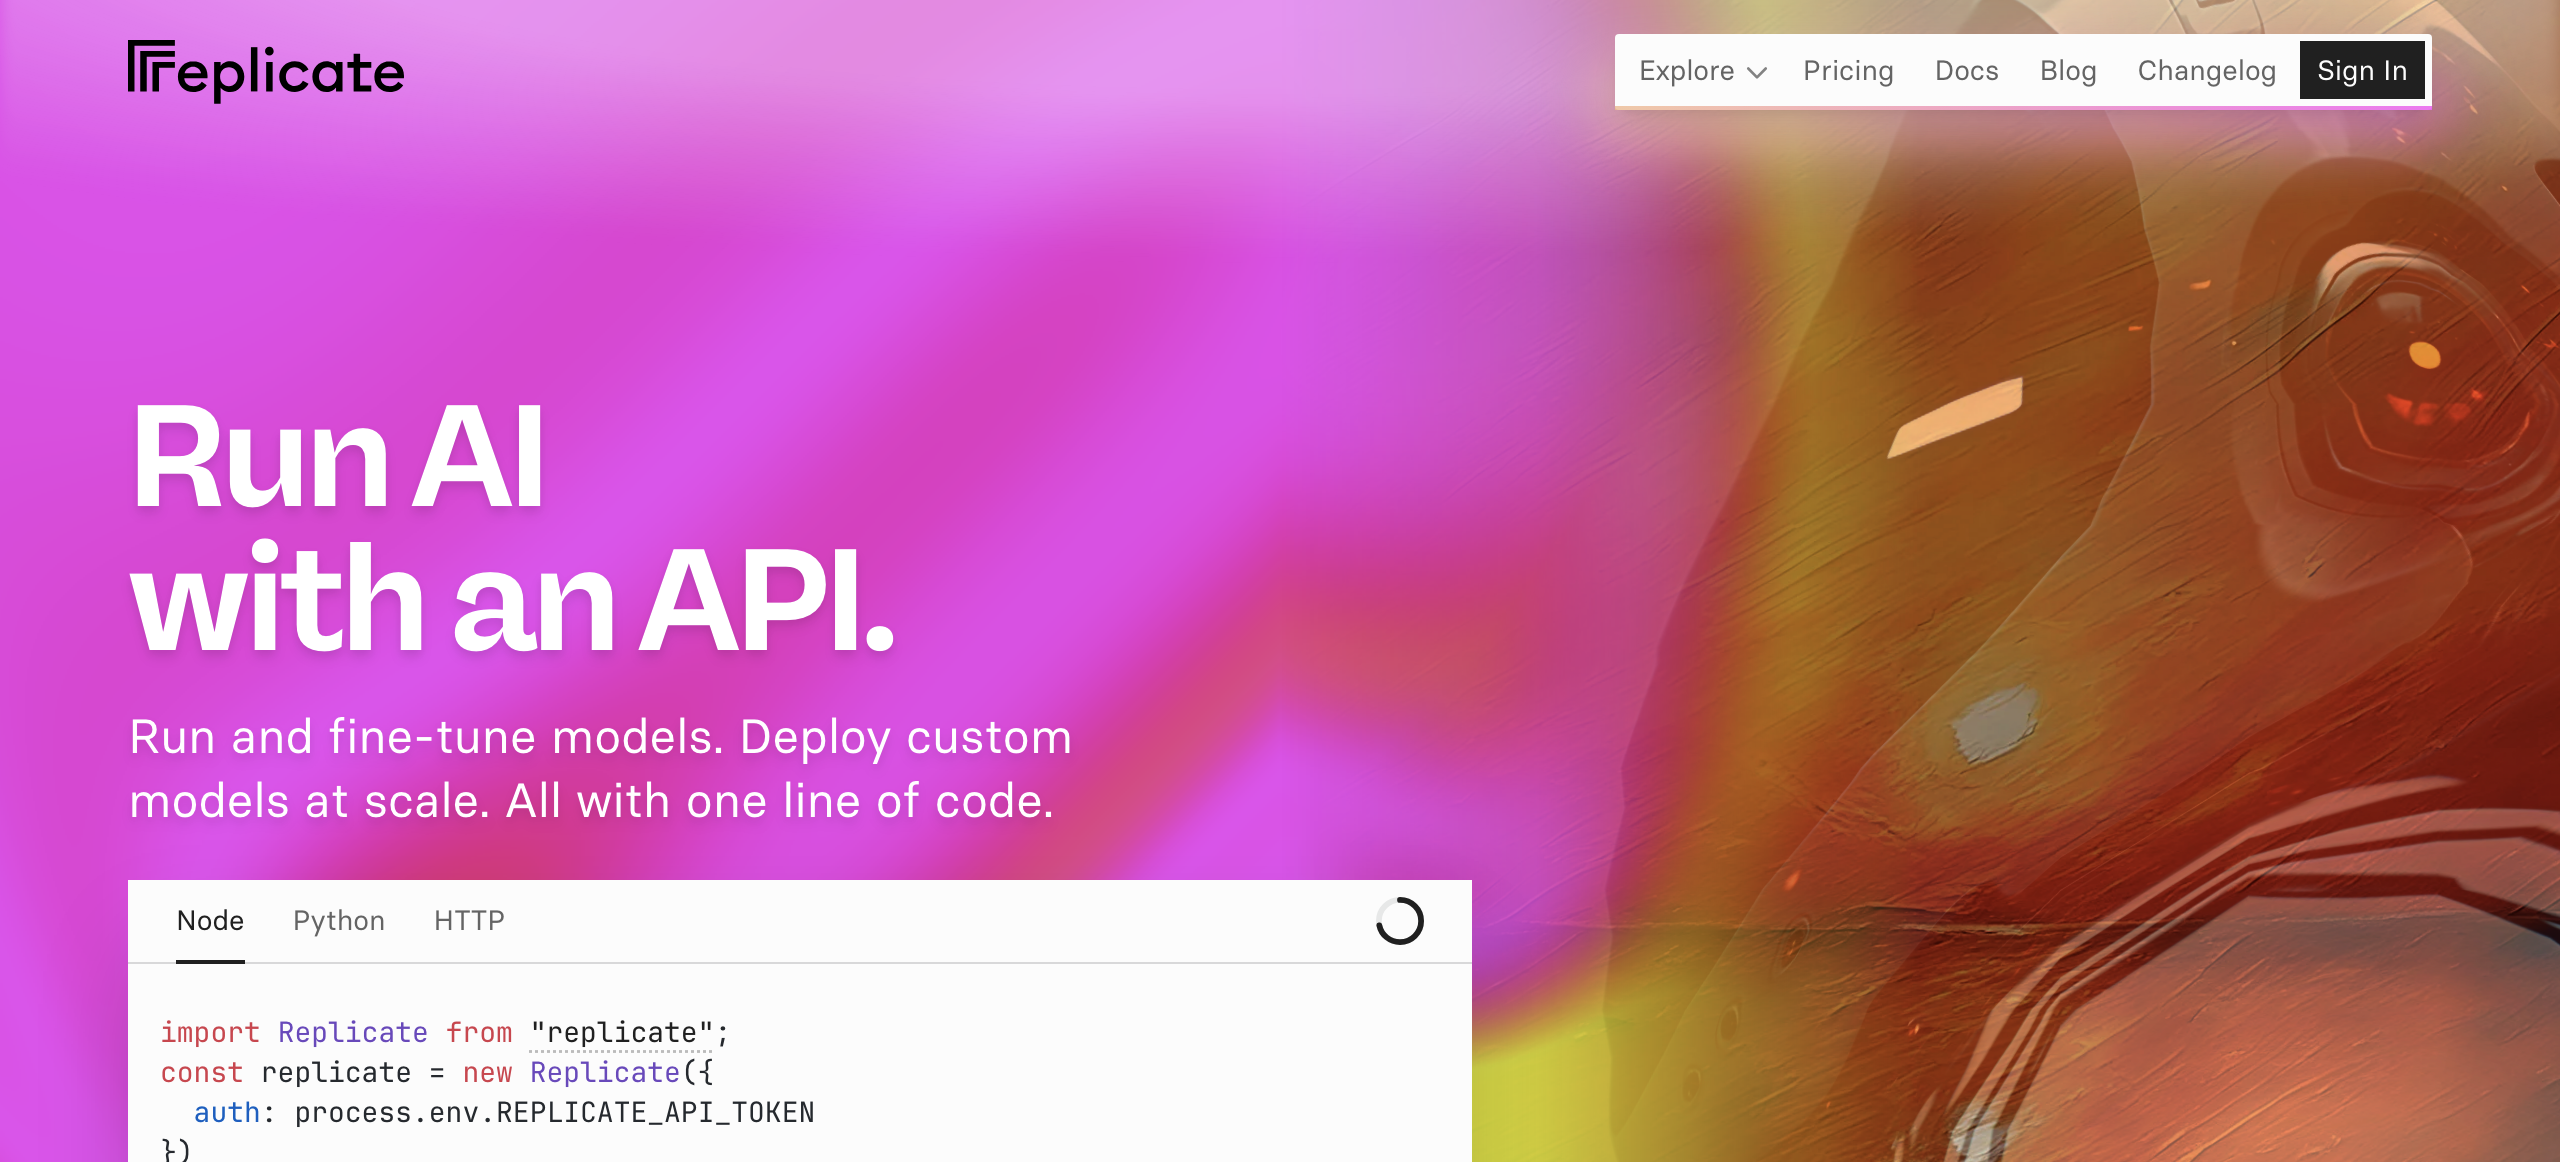 Replicate
Explore Pricing Docs Blog Changelog Sign In
Run AI
with an API.
Run and fine-tune models. Deploy custom
models at scale. All with one line of code.
Node Python HTTP
import Replicate from "replicate";
const replicate = new Replicate({
  auth: process.env.REPLICATE_API_TOKEN
})